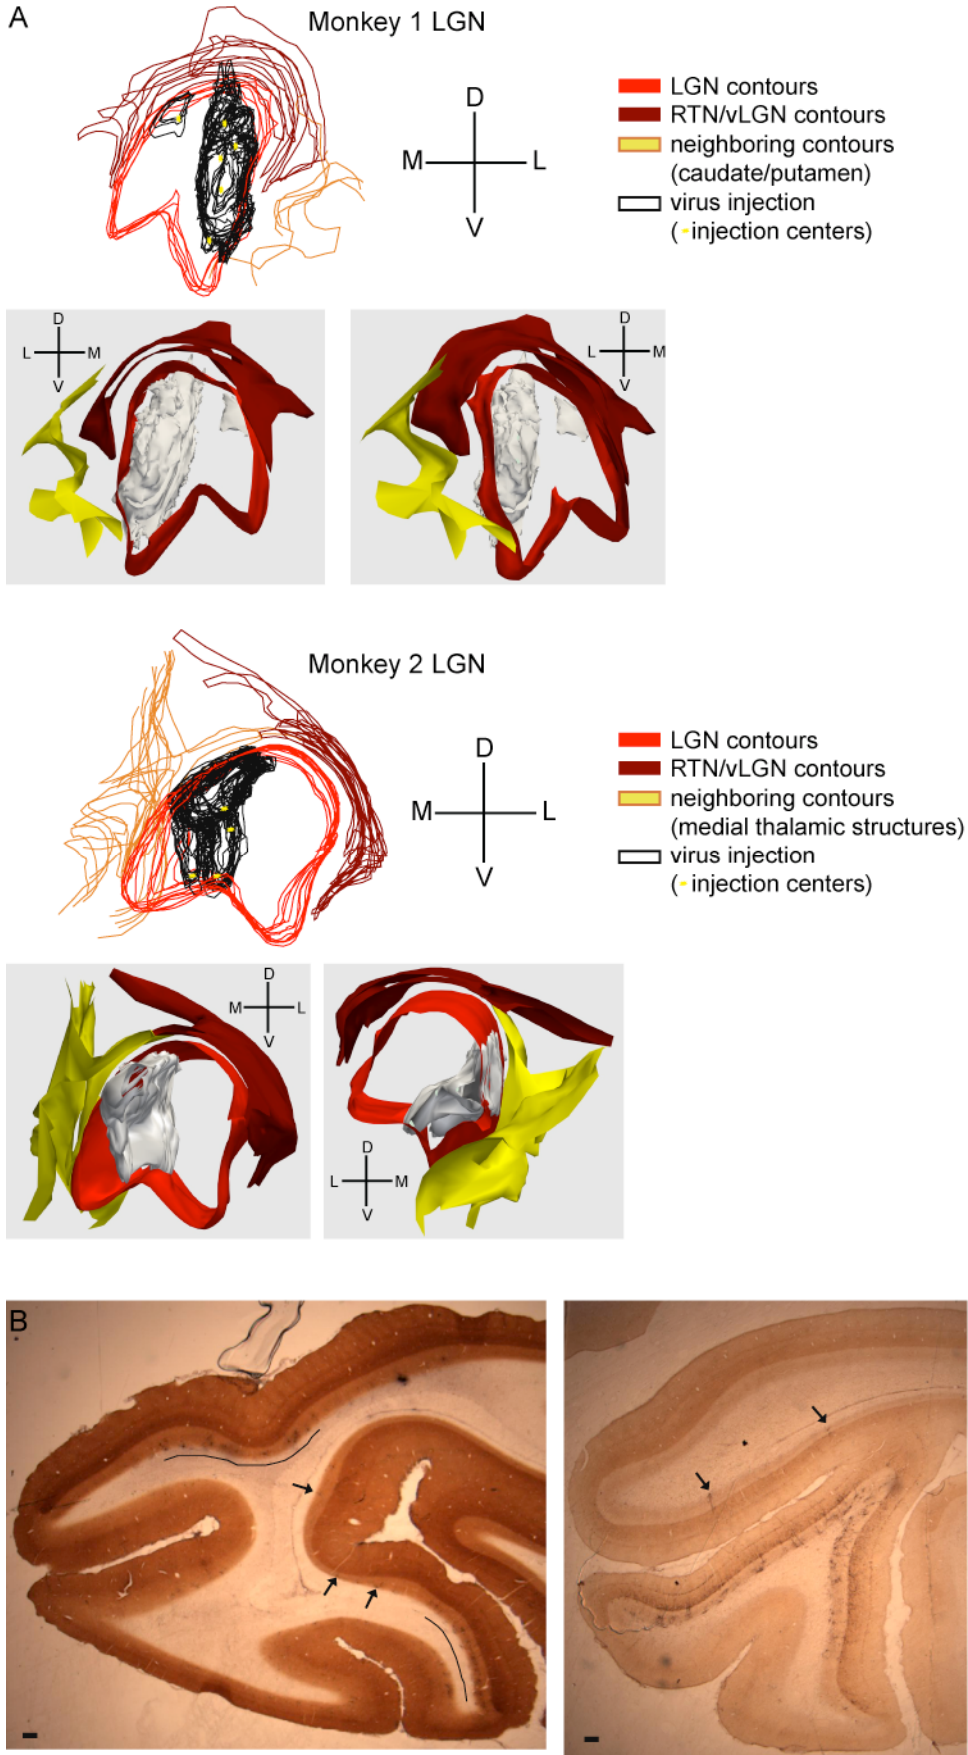 A
Monkey 1 LGN
D
M
L
V
LGN contours
RTN/vLGN contours
neighboring contours
(caudate/putamen)
virus injection
(-injection centers)
D
L
M
V
D
L
M
V
Monkey 2 LGN
D
M
L
V
LGN contours
RTN/vLGN contours
neighboring contours
(medial thalamic structures)
virus injection
(-injection centers)
D
M
L
V
D
L
M
V
B